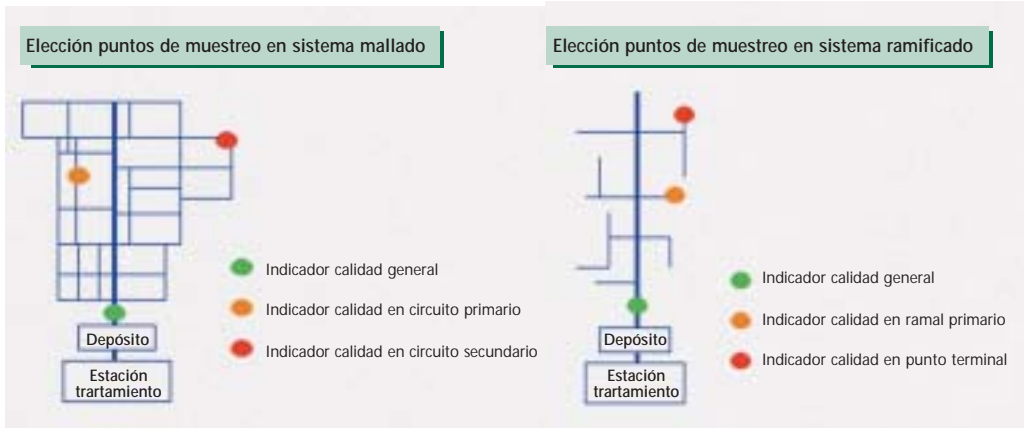 Elección puntos de muestreo en sistema mallado
Indicador calidad general
Indicador calidad en circuito primario
Indicador calidad en circuito secundario
Depósito
Estación
trartamiento
Elección puntos de muestreo en sistema ramificado
Indicador calidad general
Indicador calidad en ramal primario
Indicador calidad en punto terminal
Depósito
Estación
trartamiento